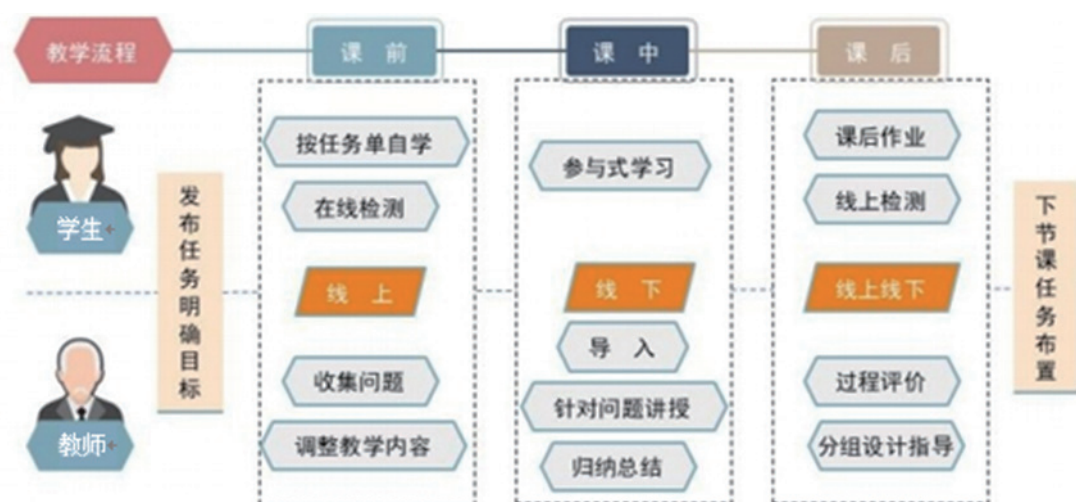 教学流程
课 前
课 中
课 后
学生
发布任务明确目标
按任务单自学
在线检测
线 上
收集问题
调整教学内容
参与式学习
线 下
导 入
针对问题讲授
归纳总结
课后作业
线上检测
线上线下
过程评价
分组设计指导
下节课任务布置
教师